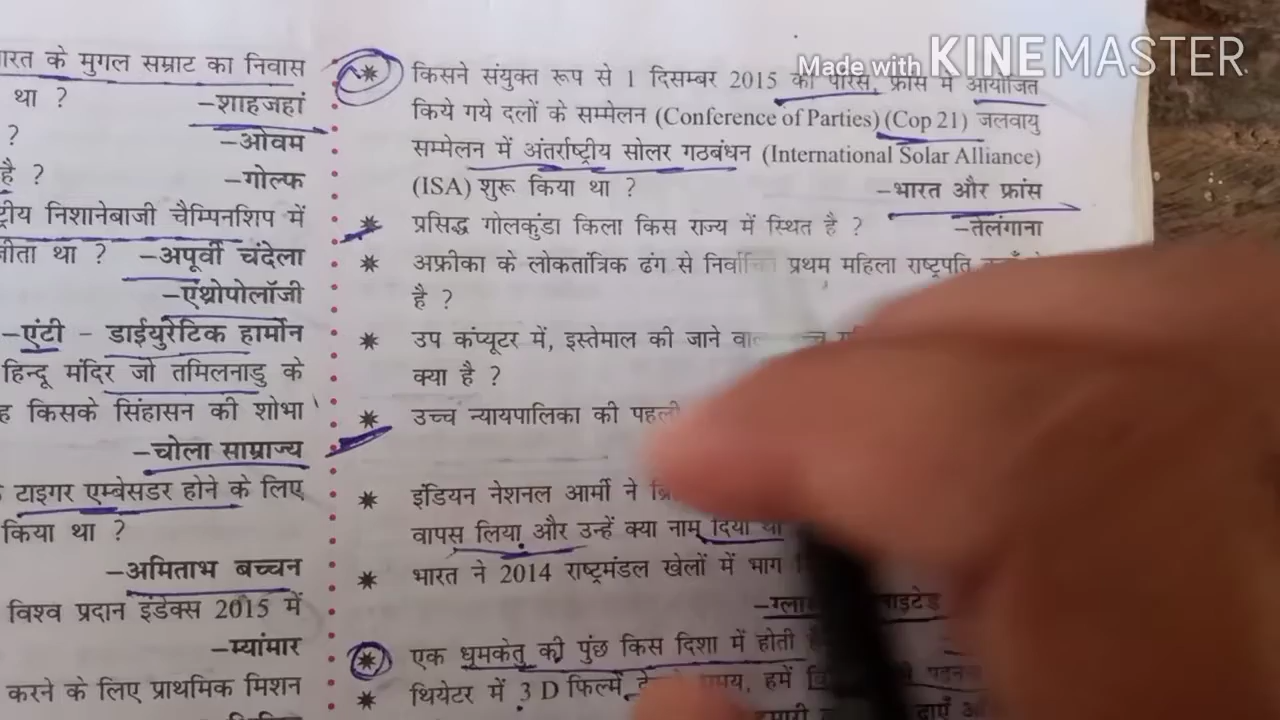 Made with KINEMASTER
ारत के मुगल सम्राट का निवास
था ?
–शाहजहां
?
–ओवम
है ?
–गोल्फ
ट्रीय निशानेबाजी चैम्पिनशिप में
जीता था ? –अपूर्वी चंदेला
–एंथ्रोपोलॉजी
–एंटी – डाईयुरेटिक हार्मोन
हिन्दू मंदिर जो तमिलनाडु के
ह किसके सिंहासन की शोभा
–चोला साम्राज्य
टाइगर एम्बेसडर होने के लिए
किया था ?
–अमिताभ बच्चन
विश्व प्रदान इंडेक्स 2015 में
–म्यांमार
करने के लिए प्राथमिक मिशन
किसने संयुक्त रूप से 1 दिसम्बर 2015 को पेरिस, फ्रांस में आयोजित
किये गये दलों के सम्मेलन (Conference of Parties) (Cop 21) जलवायु
सम्मेलन में अंतर्राष्ट्रीय सोलर गठबंधन (International Solar Alliance)
(ISA) शुरू किया था ? –भारत और फ्रांस
प्रसिद्ध गोलकुंडा किला किस राज्य में स्थित है ? –तेलंगाना
अफ्रीका के लोकतांत्रिक ढंग से निर्वाचित प्रथम महिला राष्ट्रपति
है ?
उप कंप्यूटर में, इस्तेमाल की जाने
क्या है ?
उच्च न्यायपालिका की पहली
इंडियन नेशनल आर्मी ने
वापस लिया और उन्हें क्या नाम दिया था
भारत ने 2014 राष्ट्रमंडल खेलों में भाग
एक धूमकेतु की पुंछ किस दिशा में होती
थियेटर में 3 D फिल्में समय, हमें